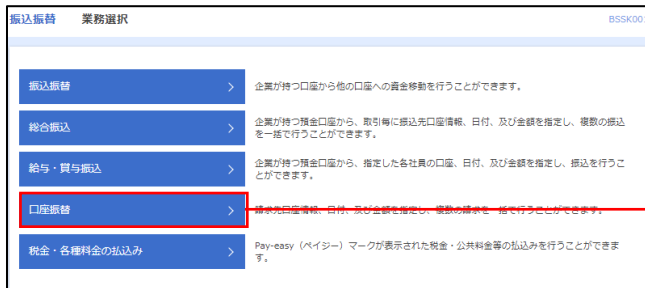 振込振替 業務選択 BSSK001
振込振替
企業が持つ口座から他の口座への資金移動を行うことができます。
総合振込
企業が持つ預金口座から、取引毎に振込先口座情報、日付、及び金額を指定し、複数の振込
を一括で行うことができます。
給与・賞与振込
企業が持つ預金口座から、指定した各社員の口座、日付、及び金額を指定し、振込を行うこ
とができます。
口座振替
請求先口座情報、日付、及び金額を指定し、複数の請求を一括で行うことができます。
税金・各種料金の払込み
Pay-easy（ペイジー）マークが表示された税金・公共料金等の払込みを行うことができま
す。